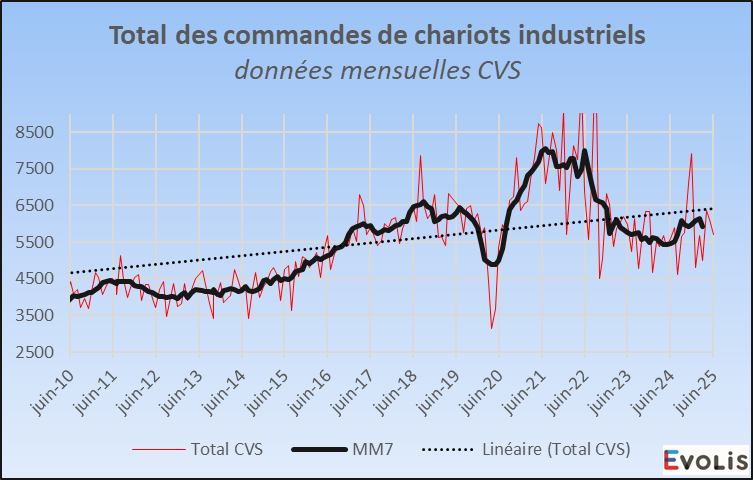 Total des commandes de chariots industriels
données mensuelles CVS
8500
7500
6500
5500
4500
3500
2500
juin-10
juin-11
juin-12
juin-13
juin-14
juin-15
juin-16
juin-17
juin-18
juin-19
juin-20
juin-21
juin-22
juin-23
juin-24
juin-25
Total CVS
MM7
Linéaire (Total CVS)
EVOLIS